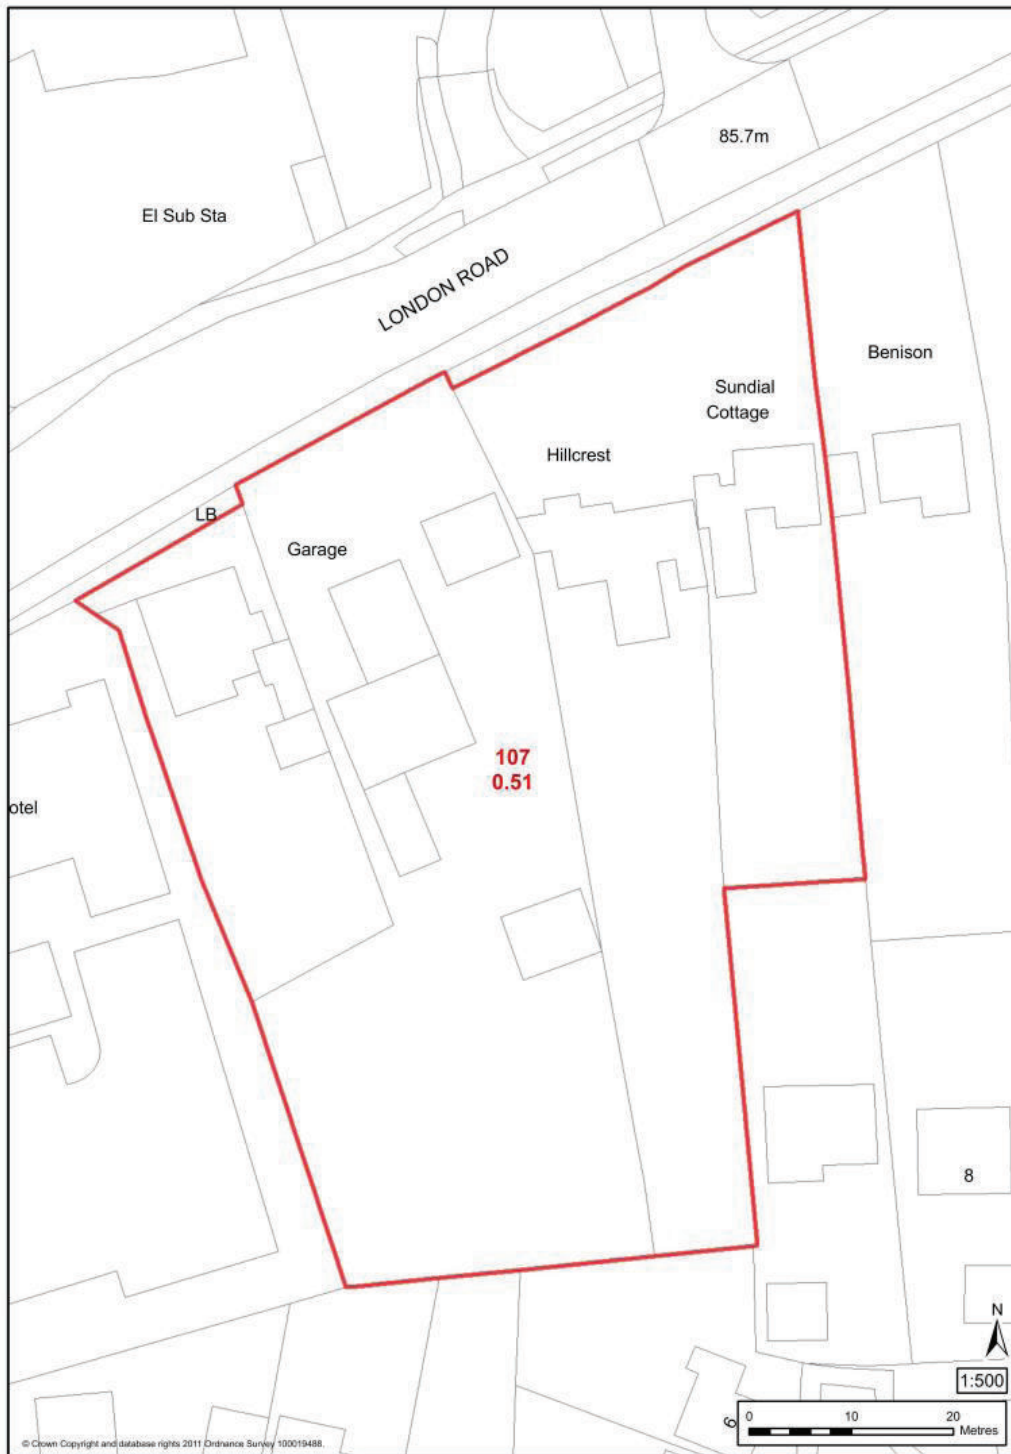 85.7m
El Sub Sta
LONDON ROAD
Benison
Sundial
Cottage
Hillcrest
LB
Garage
107
0.51
otel
8
N
1:500
6
0 10 20
Metres
© Crown Copyright and database rights 2011 Ordnance Survey 100019488.